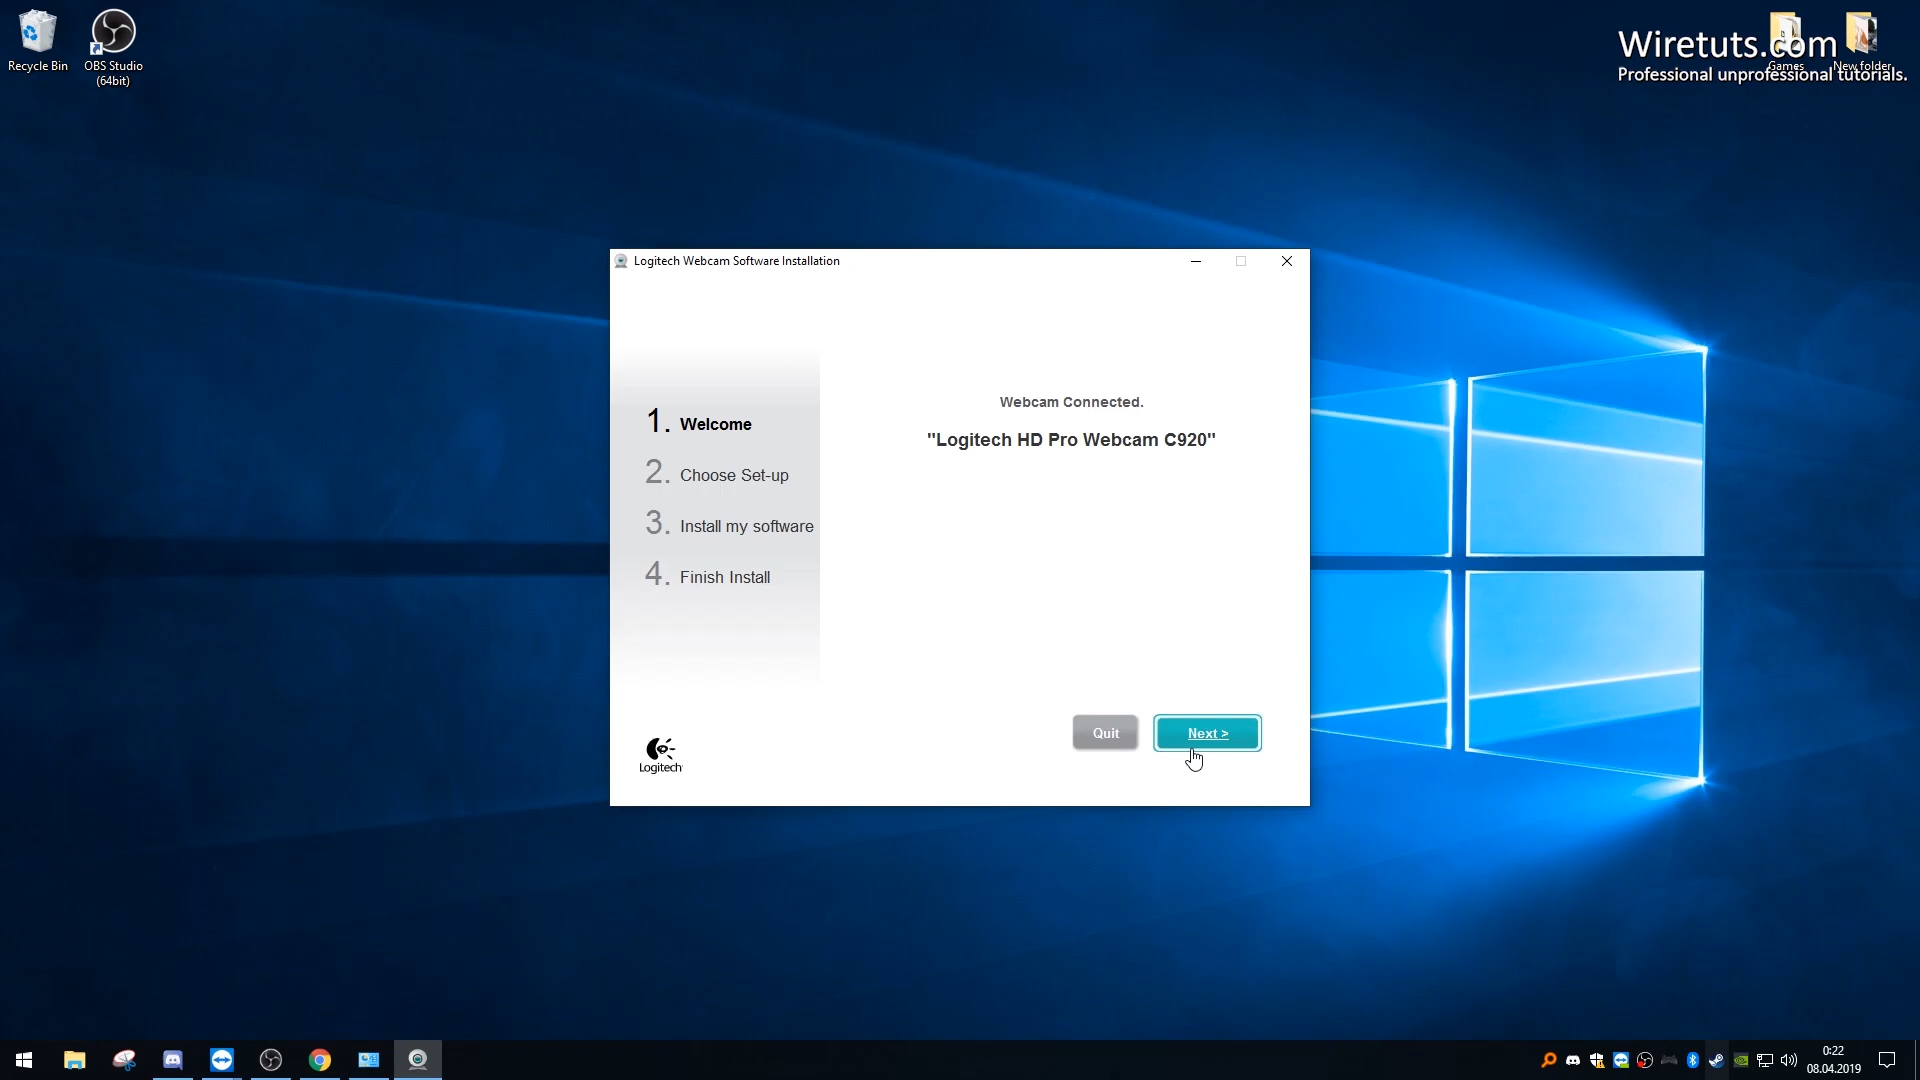 Recycle Bin
OBS Studio
(64bit)
Wiretuts.com
Professional unprofessional tutorials.
Games
New folder
Logitech Webcam Software Installation
1. Welcome
2. Choose Set-up
3. Install my software
4. Finish Install
Webcam Connected.
"Logitech HD Pro Webcam C920"
Quit
Next >
Logitech
0:22
08.04.2019